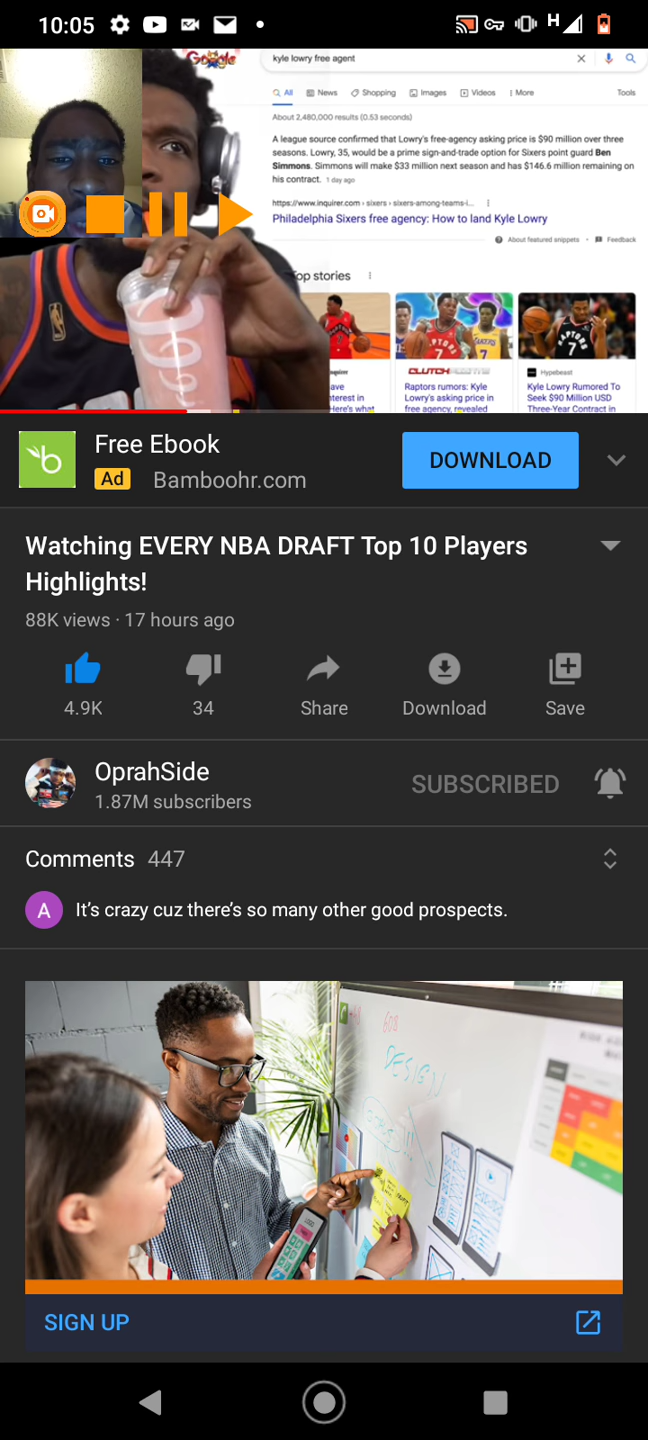 10:05
H
Google
kyle lowry free agent
All News Shopping Images Videos More Tools
About 2,480,000 results (0.53 seconds)
A league source confirmed that Lowry's free-agency asking price is $90 million over three
seasons. Lowry, 35, would be a prime sign-and-trade option for Sixers point guard Ben
Simmons. Simmons will make $33 million next season and has $146.6 million remaining on
his contract. 1 day ago
https://www.inquirer.com › sixers › sixers-among-teams-i...
Philadelphia Sixers free agency: How to land Kyle Lowry
About featured snippets • Feedback
Top stories
RAPTORS
7
RAPTORS
7
CLUTCH
Hypebeast
Raptors rumors: Kyle
Lowry's asking price in
free agency, revealed
Kyle Lowry Rumored To
Seek $90 Million USD
Three-Year Contract in
Free Ebook
Ad Bamboohr.com
DOWNLOAD
Watching EVERY NBA DRAFT Top 10 Players
Highlights!
88K views · 17 hours ago
4.9K
34
Share
Download
Save
OprahSide
1.87M subscribers
SUBSCRIBED
Comments 447
A
It's crazy cuz there's so many other good prospects.
DESIGN
SIGN UP